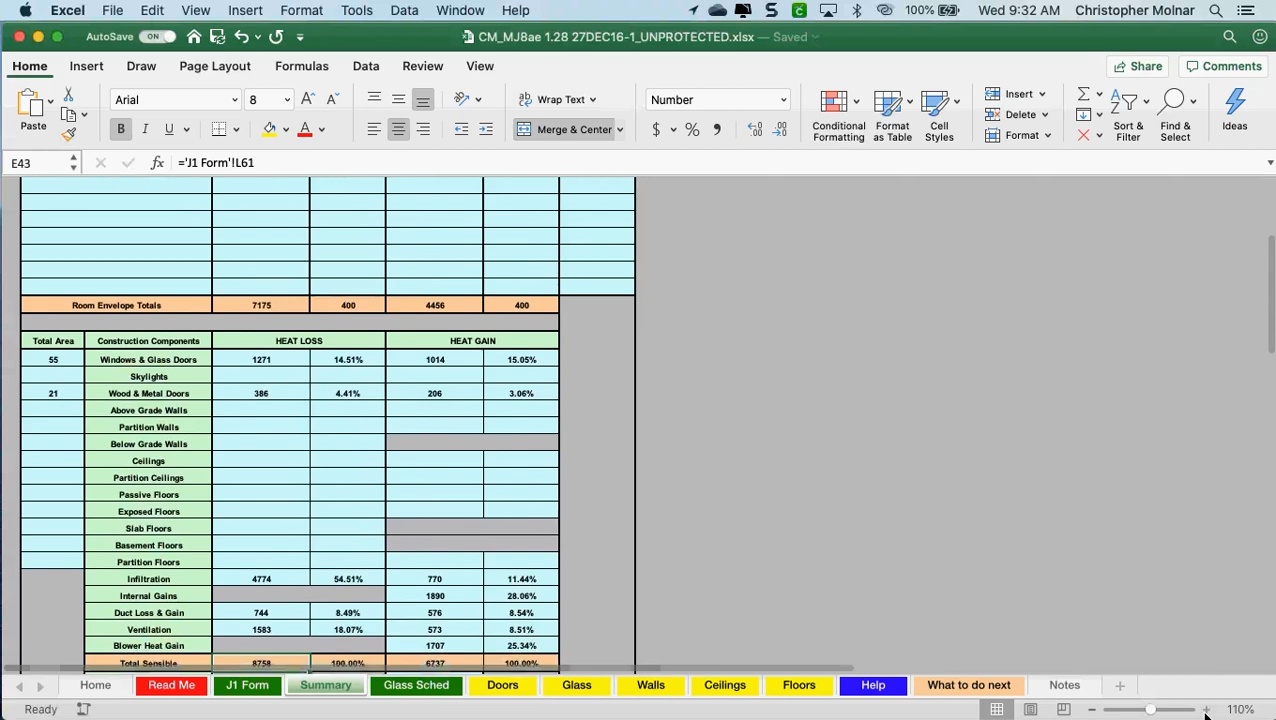 Excel File Edit View Insert Format Tools Data Window Help 100% Wed 9:32 AM Christopher Molnar
AutoSave ON CM_MJ8ae 1.28 27DEC16-1_UNPROTECTED.xlsx — Saved
Home Insert Draw Page Layout Formulas Data Review View Share Comments
Paste Arial 8 Wrap Text Number Conditional Formatting Format as Table Cell Styles Insert Sort & Filter Find & Select Ideas
B I U Merge & Center $ % Delete
Format
E43 fx ='J1 Form'!L61
Room Envelope Totals 7175 400 4456 400
Total Area Construction Components HEAT LOSS HEAT GAIN
55 Windows & Glass Doors 1271 14.51% 1014 15.05%
Skylights
21 Wood & Metal Doors 386 4.41% 206 3.06%
Above Grade Walls
Partition Walls
Below Grade Walls
Ceilings
Partition Ceilings
Passive Floors
Exposed Floors
Slab Floors
Basement Floors
Partition Floors
Infiltration 4774 54.51% 770 11.44%
Internal Gains 1890 28.06%
Duct Loss & Gain 744 8.49% 576 8.54%
Ventilation 1583 18.07% 573 8.51%
Blower Heat Gain 1707 25.34%
Total Sensible 8758 100.00% 6737 100.00%
Home Read Me J1 Form Summary Glass Sched Doors Glass Walls Ceilings Floors Help What to do next Notes
Ready 110%